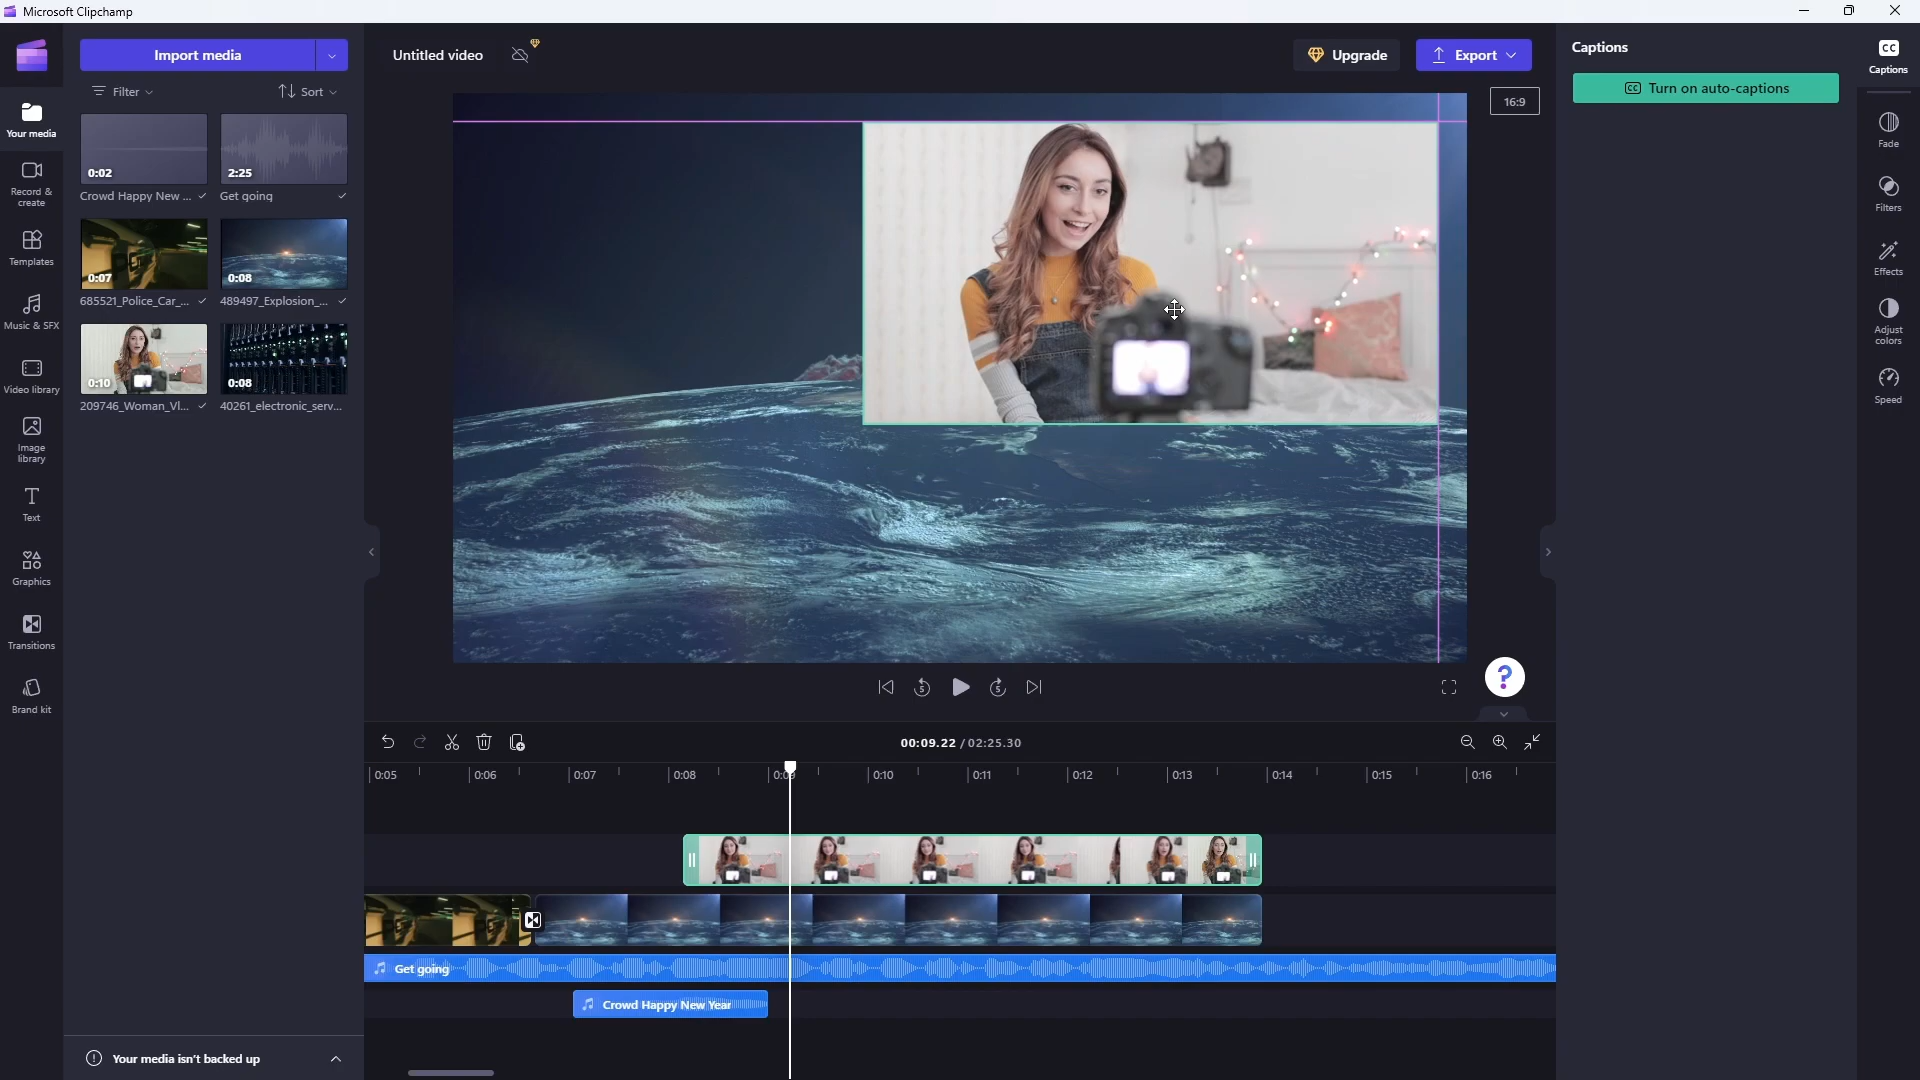 Microsoft Clipchamp
Import media
Untitled video
Upgrade
Export
Captions
CC
Captions
Filter
Sort
16:9
CC Turn on auto-captions
Your media
0:02
2:25
Fade
Crowd Happy New ...
Get going
Record &
create
Filters
Templates
0:07
0:08
Effects
685521_Police_Car_...
489497_Explosion_...
Music & SFX
Adjust
colors
Video library
0:10
0:08
Speed
209746_Woman_Vl...
40261_electronic_serv...
Image
library
T
Text
Graphics
Transitions
Brand kit
5
5
?
00:09.22 / 02:25.30
0:05
0:06
0:07
0:08
0:09
0:10
0:11
0:12
0:13
0:14
0:15
0:16
Get going
Crowd Happy New Year
Your media isn't backed up